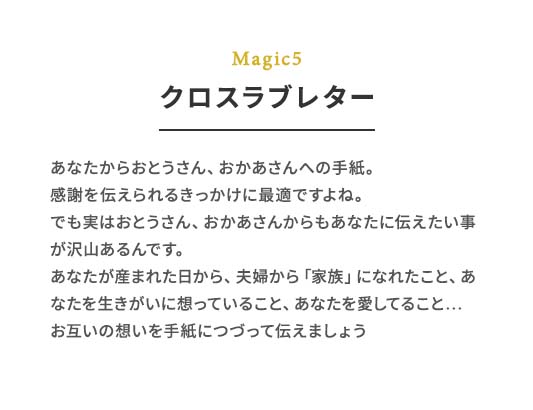 Magic5
クロスラブレター
あなたからおとうさん、おかあさんへの手紙。
感謝を伝えられるきっかけに最適ですよね。
でも実はおとうさん、おかあさんからもあなたに伝えたい事
が沢山あるんです。
あなたが産まれた日から、夫婦から「家族」になれたこと、あ
なたを生きがいに想っていること、あなたを愛してること…
お互いの想いを手紙につづって伝えましょう